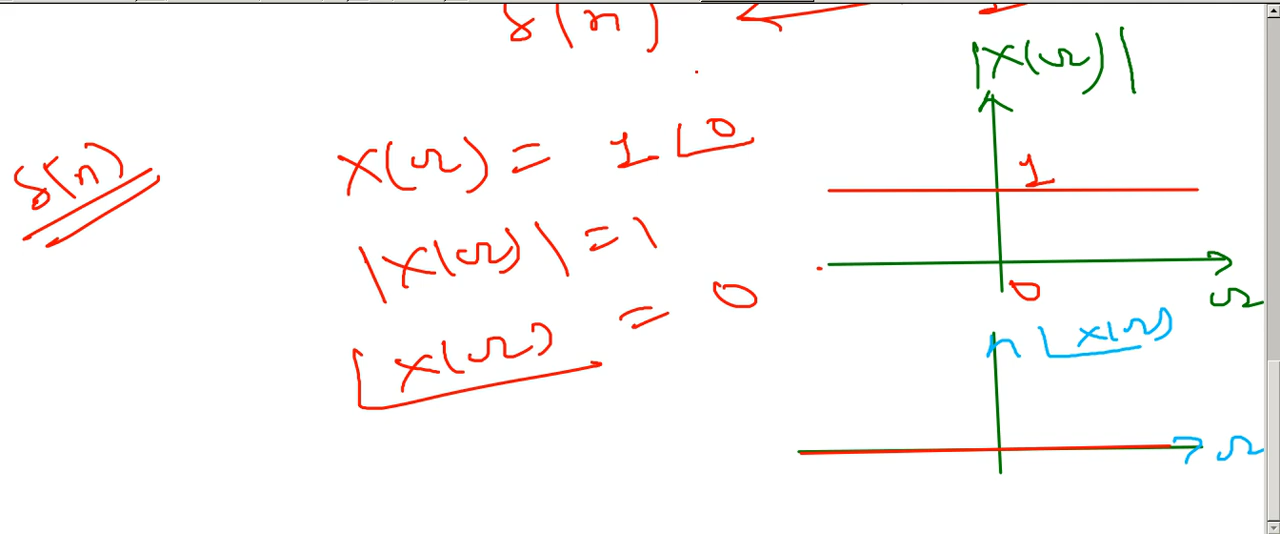 δ(n)
|X(Ω)|
δ(n)
X(Ω) = 1∠0
1
|X(Ω)| = 1
0
Ω
∠X(Ω) = 0
∠X(Ω)
Ω